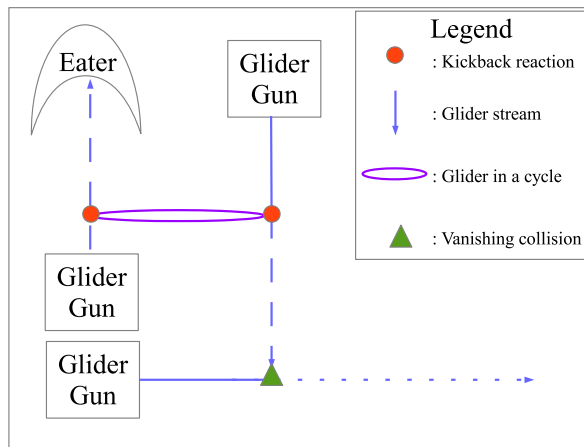 Eater
Glider
Gun
Legend
: Kickback reaction
: Glider stream
: Glider in a cycle
: Vanishing collision
Glider
Gun
Glider
Gun